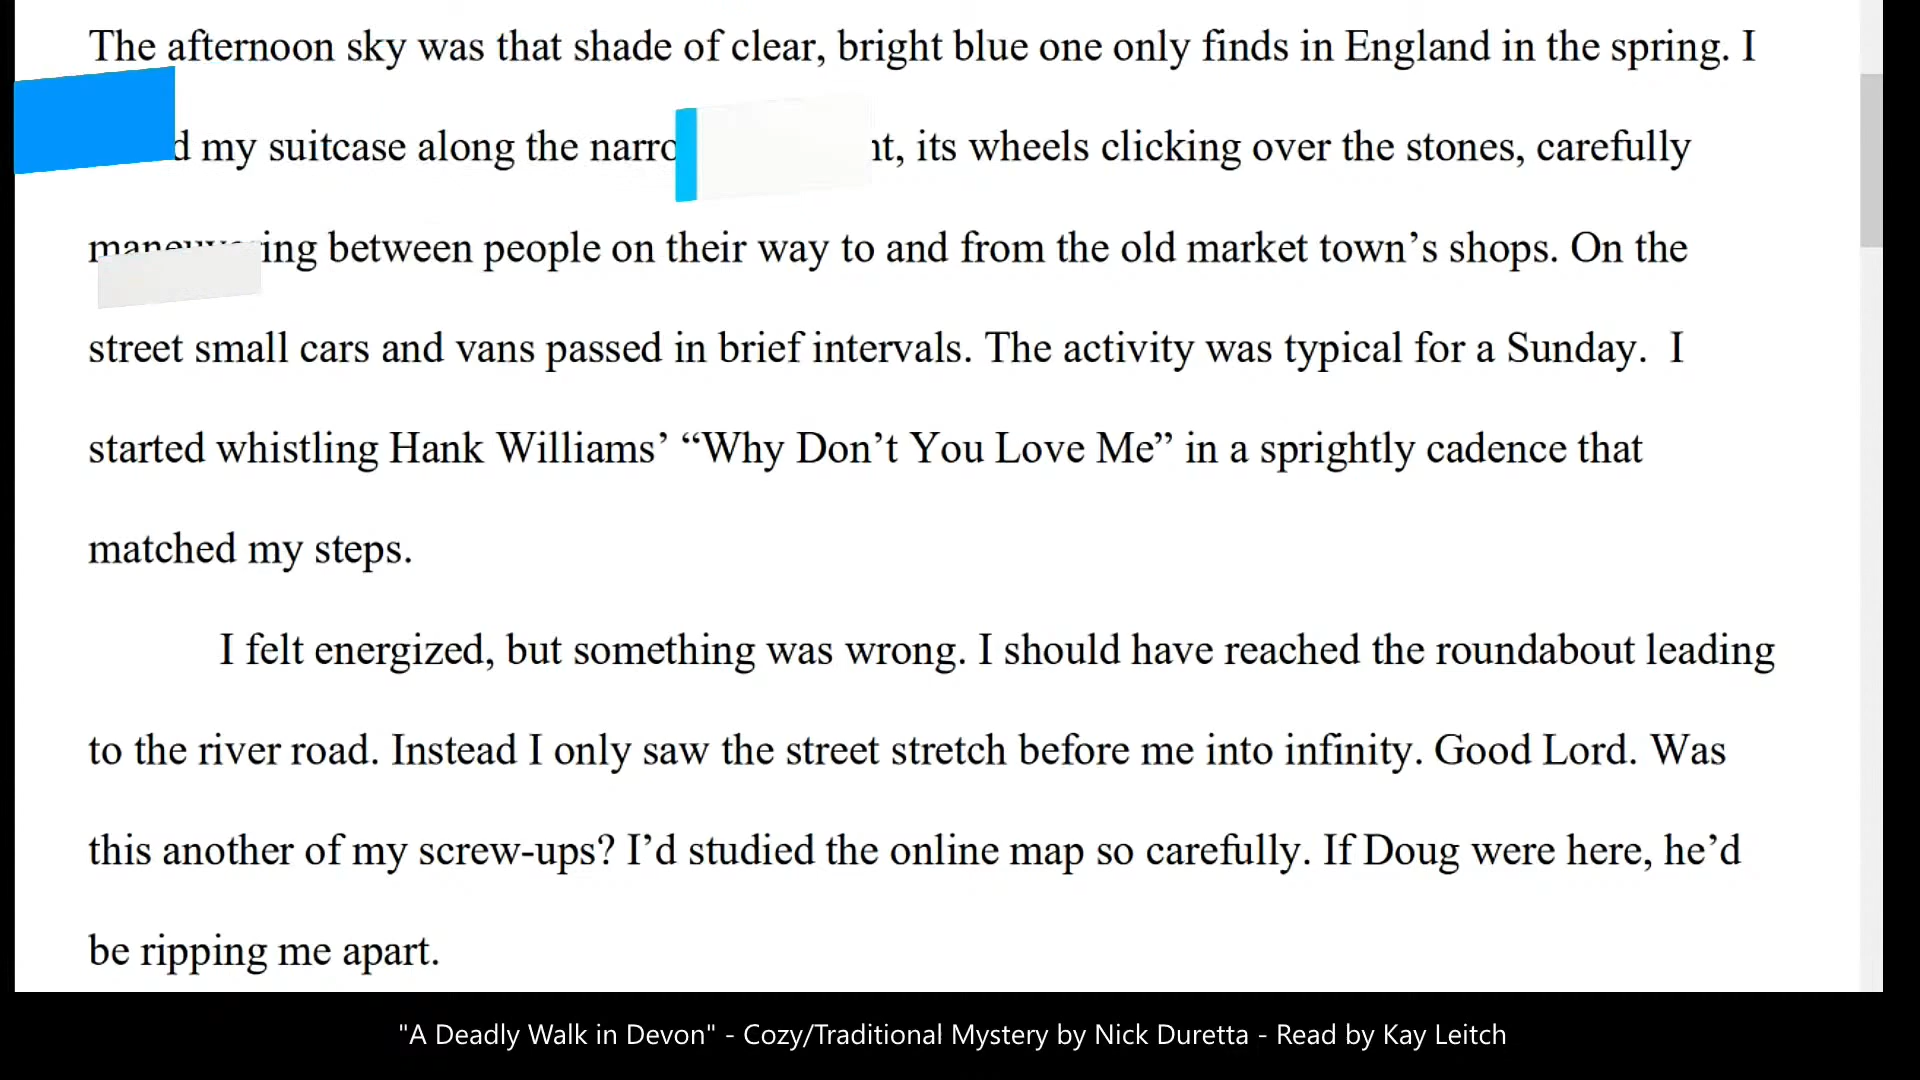 The afternoon sky was that shade of clear, bright blue one only finds in England in the spring. I
my suitcase along the its wheels clicking over the stones, carefully
maneuvering between people on their way to and from the old market town’s shops. On the
street small cars and vans passed in brief intervals. The activity was typical for a Sunday. I
started whistling Hank Williams’ “Why Don’t You Love Me” in a sprightly cadence that
matched my steps.
I felt energized, but something was wrong. I should have reached the roundabout leading
to the river road. Instead I only saw the street stretch before me into infinity. Good Lord. Was
this another of my screw-ups? I’d studied the online map so carefully. If Doug were here, he’d
be ripping me apart.
"A Deadly Walk in Devon" - Cozy/Traditional Mystery by Nick Duretta - Read by Kay Leitch